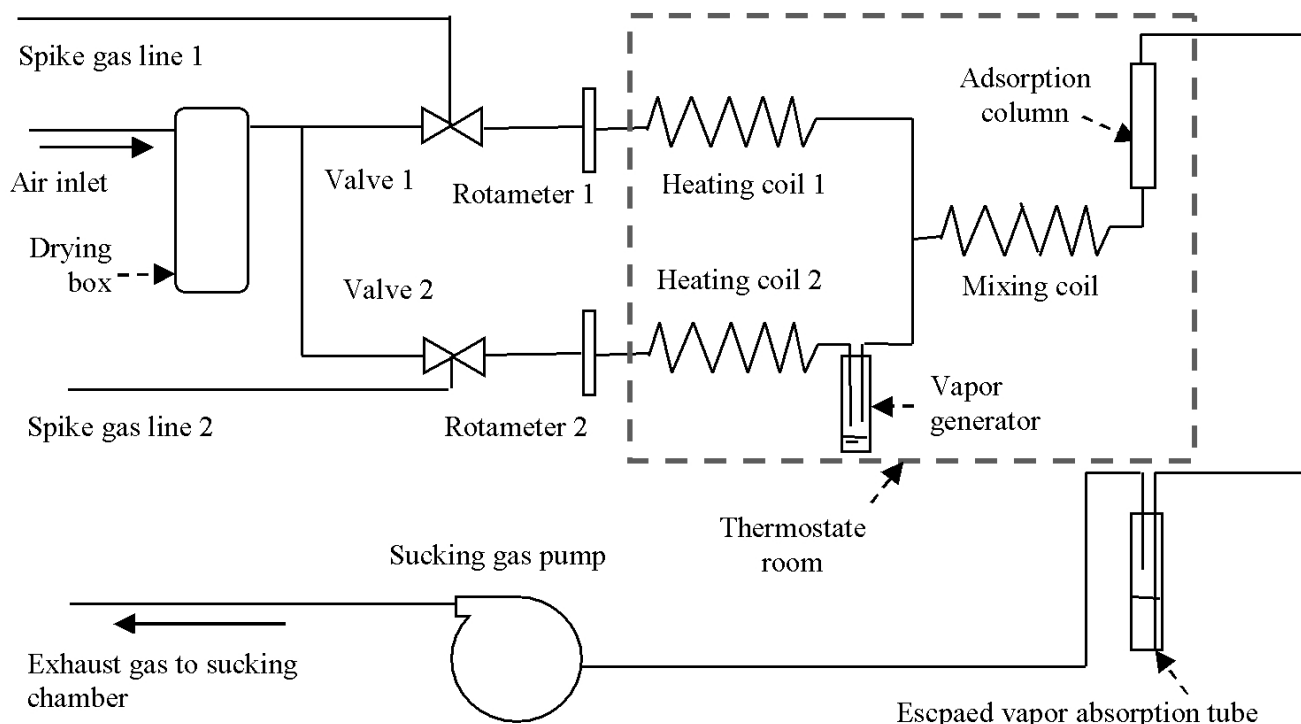 Spike gas line 1
Air inlet
Drying
box
Valve 1
Rotameter 1
Heating coil 1
Adsorption
column
Valve 2
Heating coil 2
Mixing coil
Spike gas line 2
Rotameter 2
Vapor
generator
Thermostate
room
Sucking gas pump
Exhaust gas to sucking
chamber
Escpaed vapor absorption tube